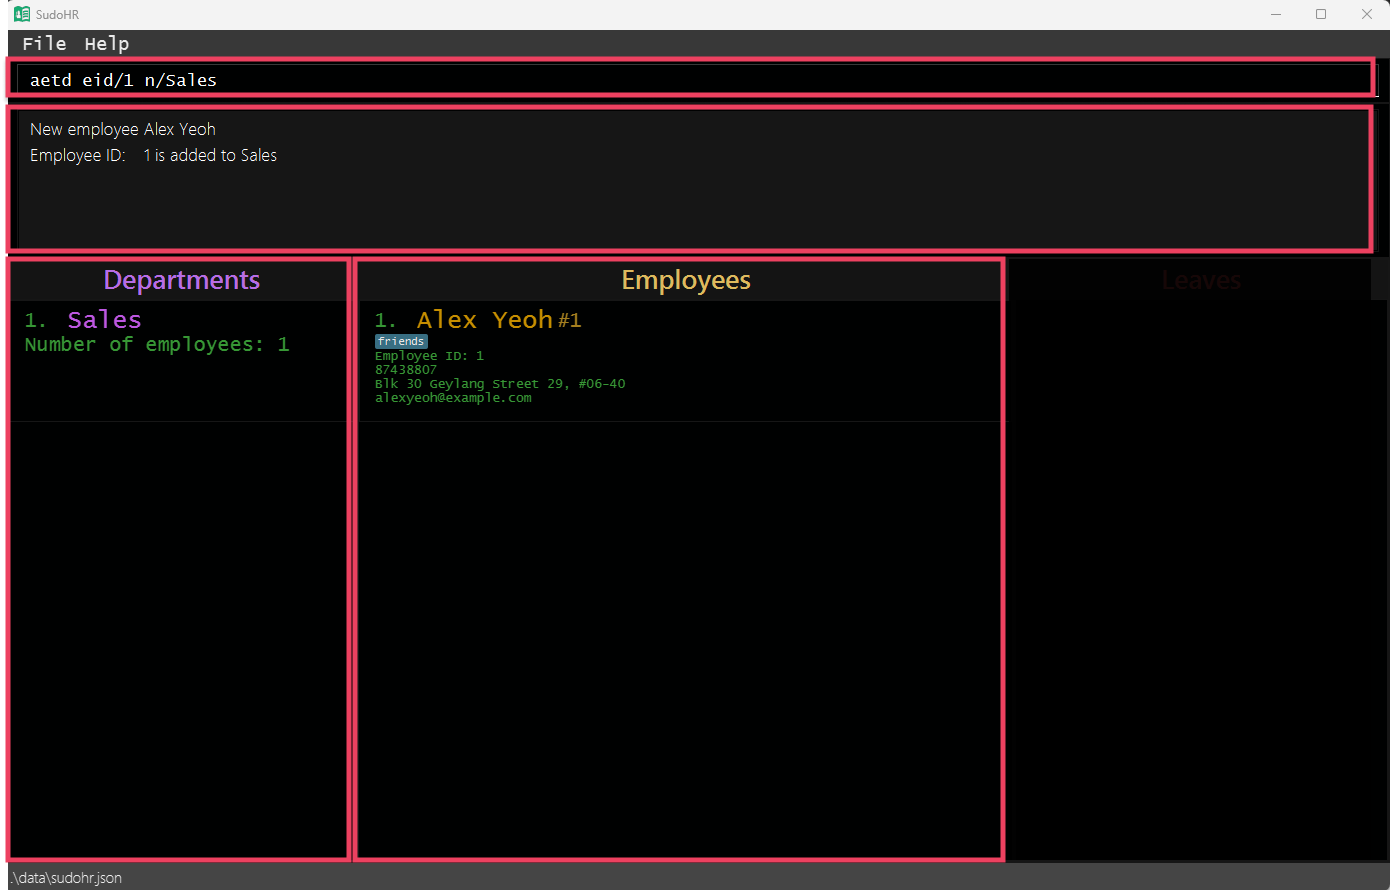 SudoHR
File Help
aetd eid/1 n/Sales
New employee Alex Yeoh
Employee ID: 1 is added to Sales
Departments
1. Sales
Number of employees: 1
Employees
1. Alex Yeoh #1
friends
Employee ID: 1
87438807
Blk 30 Geylang Street 29, #06-40
alexyeoh@example.com
Leaves
.\data\sudohr.json